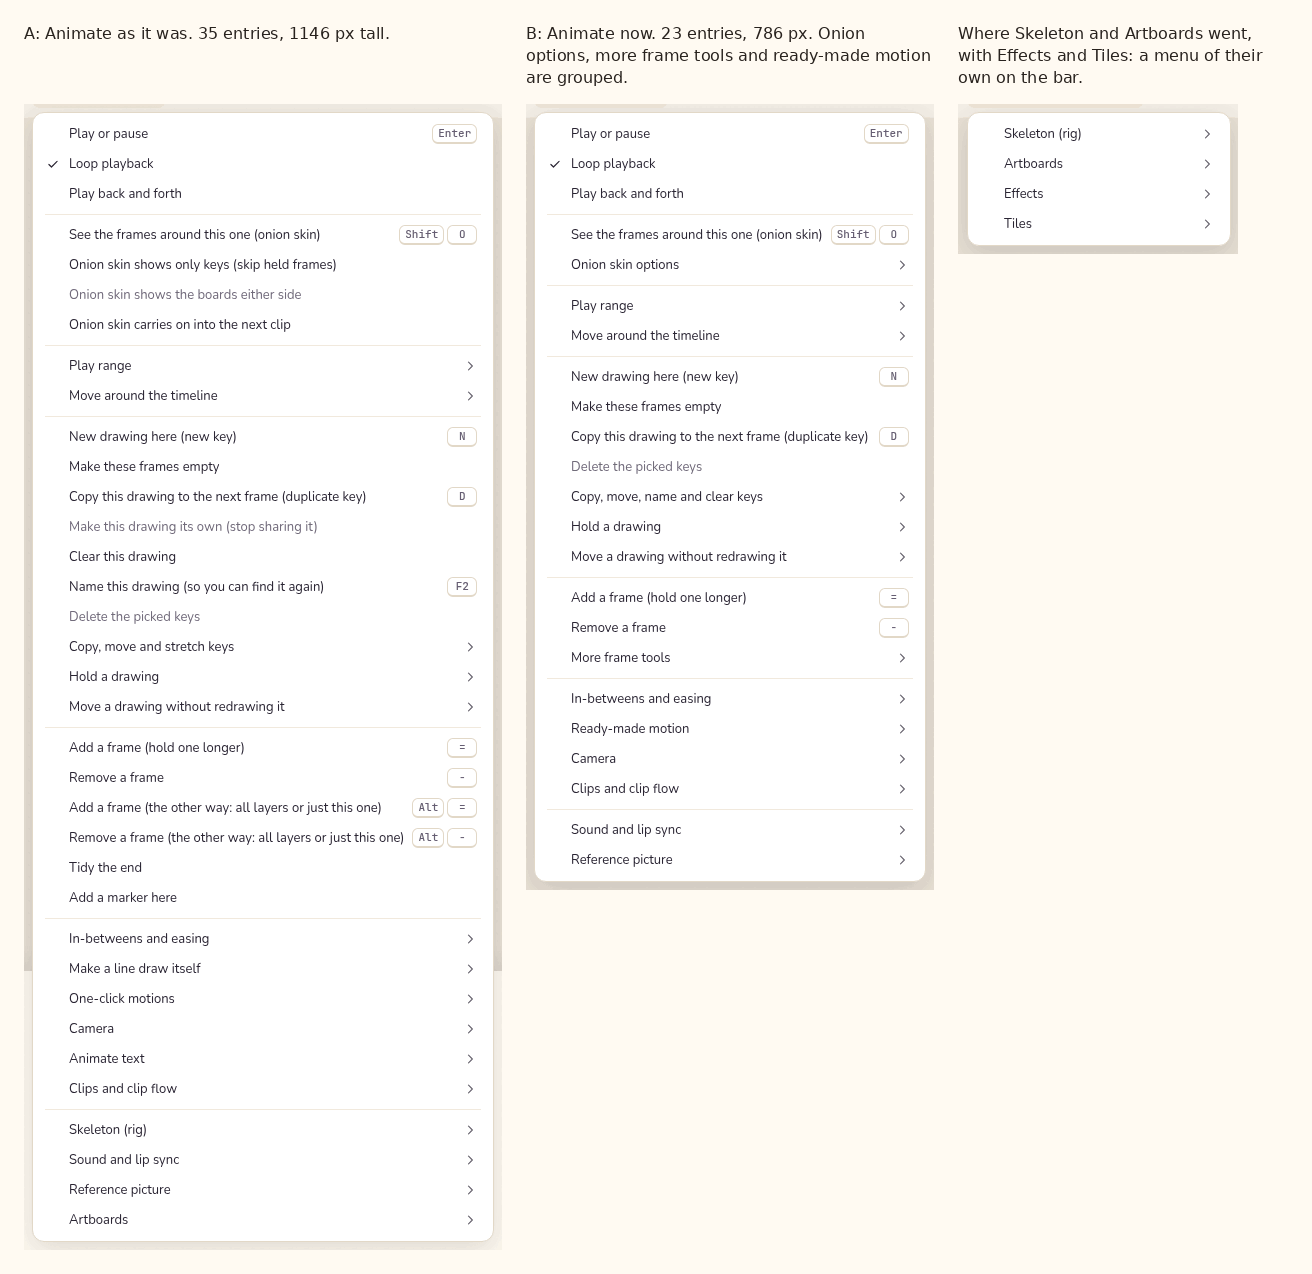 A: Animate as it was. 35 entries, 1146 px tall.
Play or pause Enter
Loop playback
Play back and forth
See the frames around this one (onion skin) Shift O
Onion skin shows only keys (skip held frames)
Onion skin shows the boards either side
Onion skin carries on into the next clip
Play range
Move around the timeline
New drawing here (new key) N
Make these frames empty
Copy this drawing to the next frame (duplicate key) D
Make this drawing its own (stop sharing it)
Clear this drawing
Name this drawing (so you can find it again) F2
Delete the picked keys
Copy, move and stretch keys
Hold a drawing
Move a drawing without redrawing it
Add a frame (hold one longer) =
Remove a frame -
Add a frame (the other way: all layers or just this one) Alt =
Remove a frame (the other way: all layers or just this one) Alt -
Tidy the end
Add a marker here
In-betweens and easing
Make a line draw itself
One-click motions
Camera
Animate text
Clips and clip flow
Skeleton (rig)
Sound and lip sync
Reference picture
Artboards
B: Animate now. 23 entries, 786 px. Onion
options, more frame tools and ready-made motion
are grouped.
Play or pause Enter
Loop playback
Play back and forth
See the frames around this one (onion skin) Shift O
Onion skin options
Play range
Move around the timeline
New drawing here (new key) N
Make these frames empty
Copy this drawing to the next frame (duplicate key) D
Delete the picked keys
Copy, move, name and clear keys
Hold a drawing
Move a drawing without redrawing it
Add a frame (hold one longer) =
Remove a frame -
More frame tools
In-betweens and easing
Ready-made motion
Camera
Clips and clip flow
Sound and lip sync
Reference picture
Where Skeleton and Artboards went,
with Effects and Tiles: a menu of their
own on the bar.
Skeleton (rig)
Artboards
Effects
Tiles